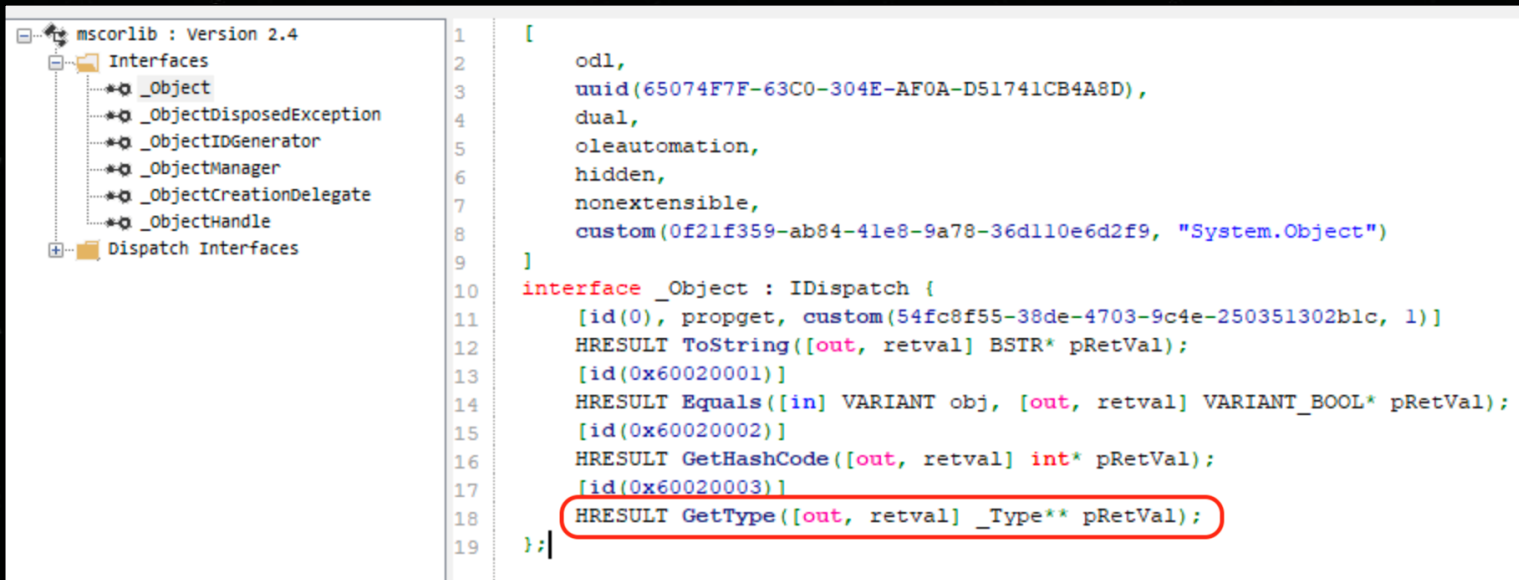 mscorlib : Version 2.4
Interfaces
_Object
_ObjectDisposedException
_ObjectIDGenerator
_ObjectManager
_ObjectCreationDelegate
_ObjectHandle
Dispatch Interfaces
1 [
2 odl,
3 uuid(65074F7F-63C0-304E-AF0A-D51741CB4A8D),
4 dual,
5 oleautomation,
6 hidden,
7 nonextensible,
8 custom(0f21f359-ab84-41e8-9a78-36d110e6d2f9, "System.Object")
9 ]
10 interface _Object : IDispatch {
11 [id(0), propget, custom(54fc8f55-38de-4703-9c4e-250351302b1c, 1)]
12 HRESULT ToString([out, retval] BSTR* pRetVal);
13 [id(0x60020001)]
14 HRESULT Equals([in] VARIANT obj, [out, retval] VARIANT_BOOL* pRetVal);
15 [id(0x60020002)]
16 HRESULT GetHashCode([out, retval] int* pRetVal);
17 [id(0x60020003)]
18 HRESULT GetType([out, retval] _Type** pRetVal);
19 };